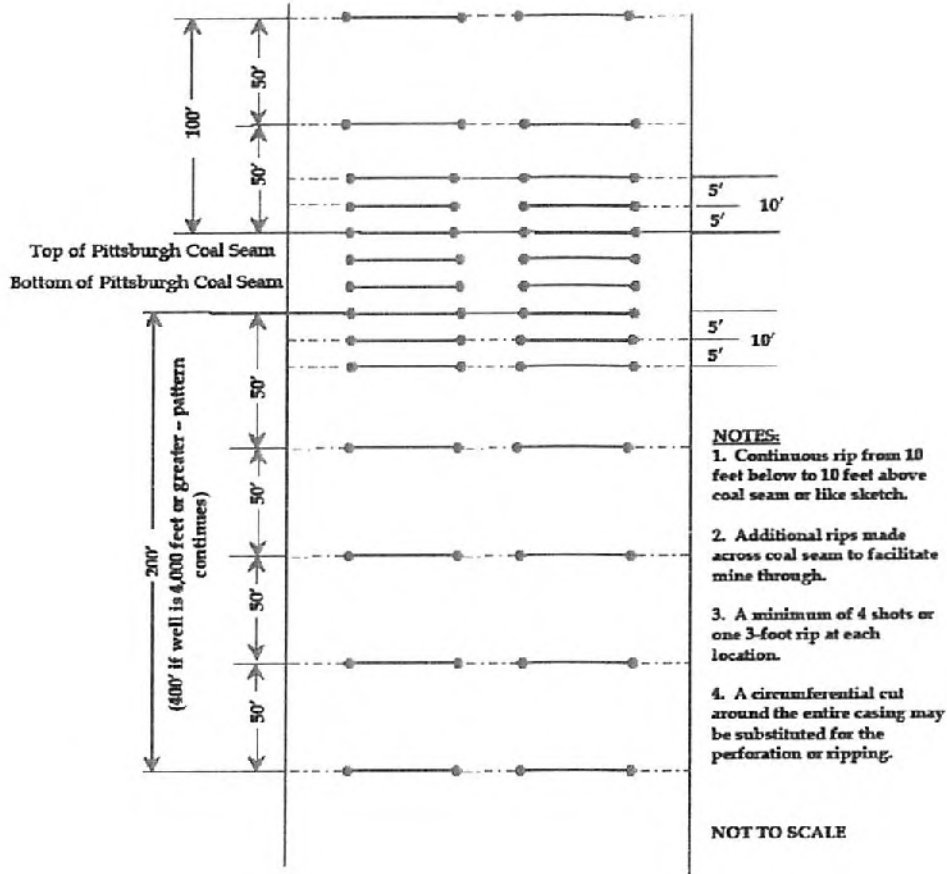 100'
50'
50'
5'
5'
10'
Top of Pittsburgh Coal Seam
Bottom of Pittsburgh Coal Seam
5'
5'
10'
200'
(400' if well is 4,000 feet or greater – pattern
continues)
50'
50'
50'
50'
NOTES:
1. Continuous rip from 10
feet below to 10 feet above
coal seam or like sketch.
2. Additional rips made
across coal seam to facilitate
mine through.
3. A minimum of 4 shots or
one 3-foot rip at each
location.
4. A circumferential cut
around the entire casing may
be substituted for the
perforation or ripping.
NOT TO SCALE